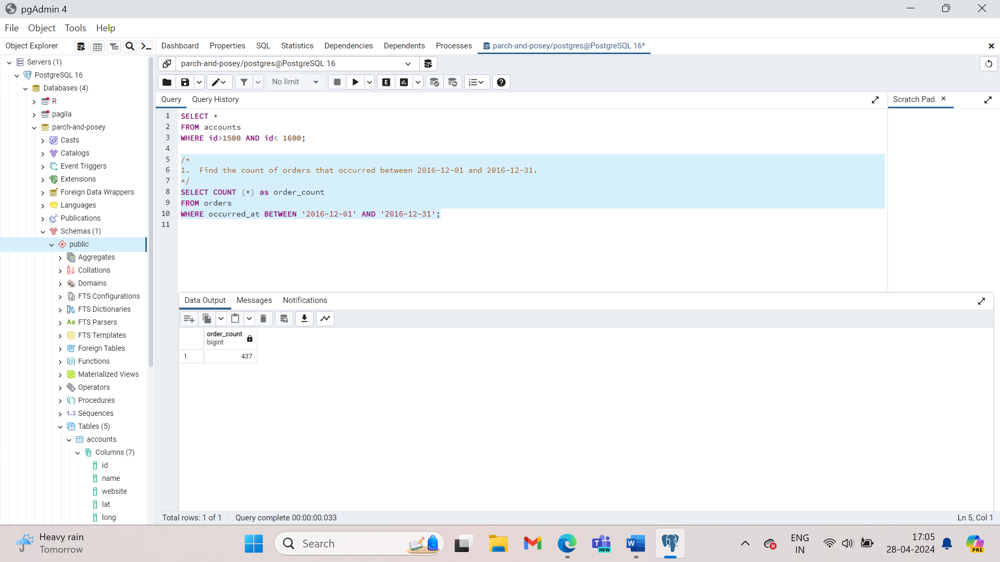 pgAdmin 4
File Object Tools Help
Object Explorer
Dashboard Properties SQL Statistics Dependencies Dependents Processes parch-and-posey/postgres@PostgreSQL 16*
parch-and-posey/postgres@PostgreSQL 16
No limit
Query Query History
Scratch Pad
Servers (1)
PostgreSQL 16
Databases (4)
R
pagila
parch-and-posey
Casts
Catalogs
Event Triggers
Extensions
Foreign Data Wrappers
Languages
Publications
Schemas (1)
public
Aggregates
Collations
Domains
FTS Configurations
FTS Dictionaries
Aa FTS Parsers
FTS Templates
Foreign Tables
Functions
Materialized Views
Operators
Procedures
1..3 Sequences
Tables (5)
accounts
Columns (7)
id
name
website
lat
long
1 SELECT *
2 FROM accounts
3 WHERE id>1500 AND id< 1600;
4
5 /*
6 1.  Find the count of orders that occurred between 2016-12-01 and 2016-12-31.
7 */
8 SELECT COUNT (*) as order_count
9 FROM orders
10 WHERE occurred_at BETWEEN '2016-12-01' AND '2016-12-31';
11
Data Output Messages Notifications
order_count
bigint
1 437
Total rows: 1 of 1 Query complete 00:00:00.033 Ln 5, Col 1
Heavy rain
Tomorrow
Search
NEW
W
ENG
IN
17:05
28-04-2024
PRE